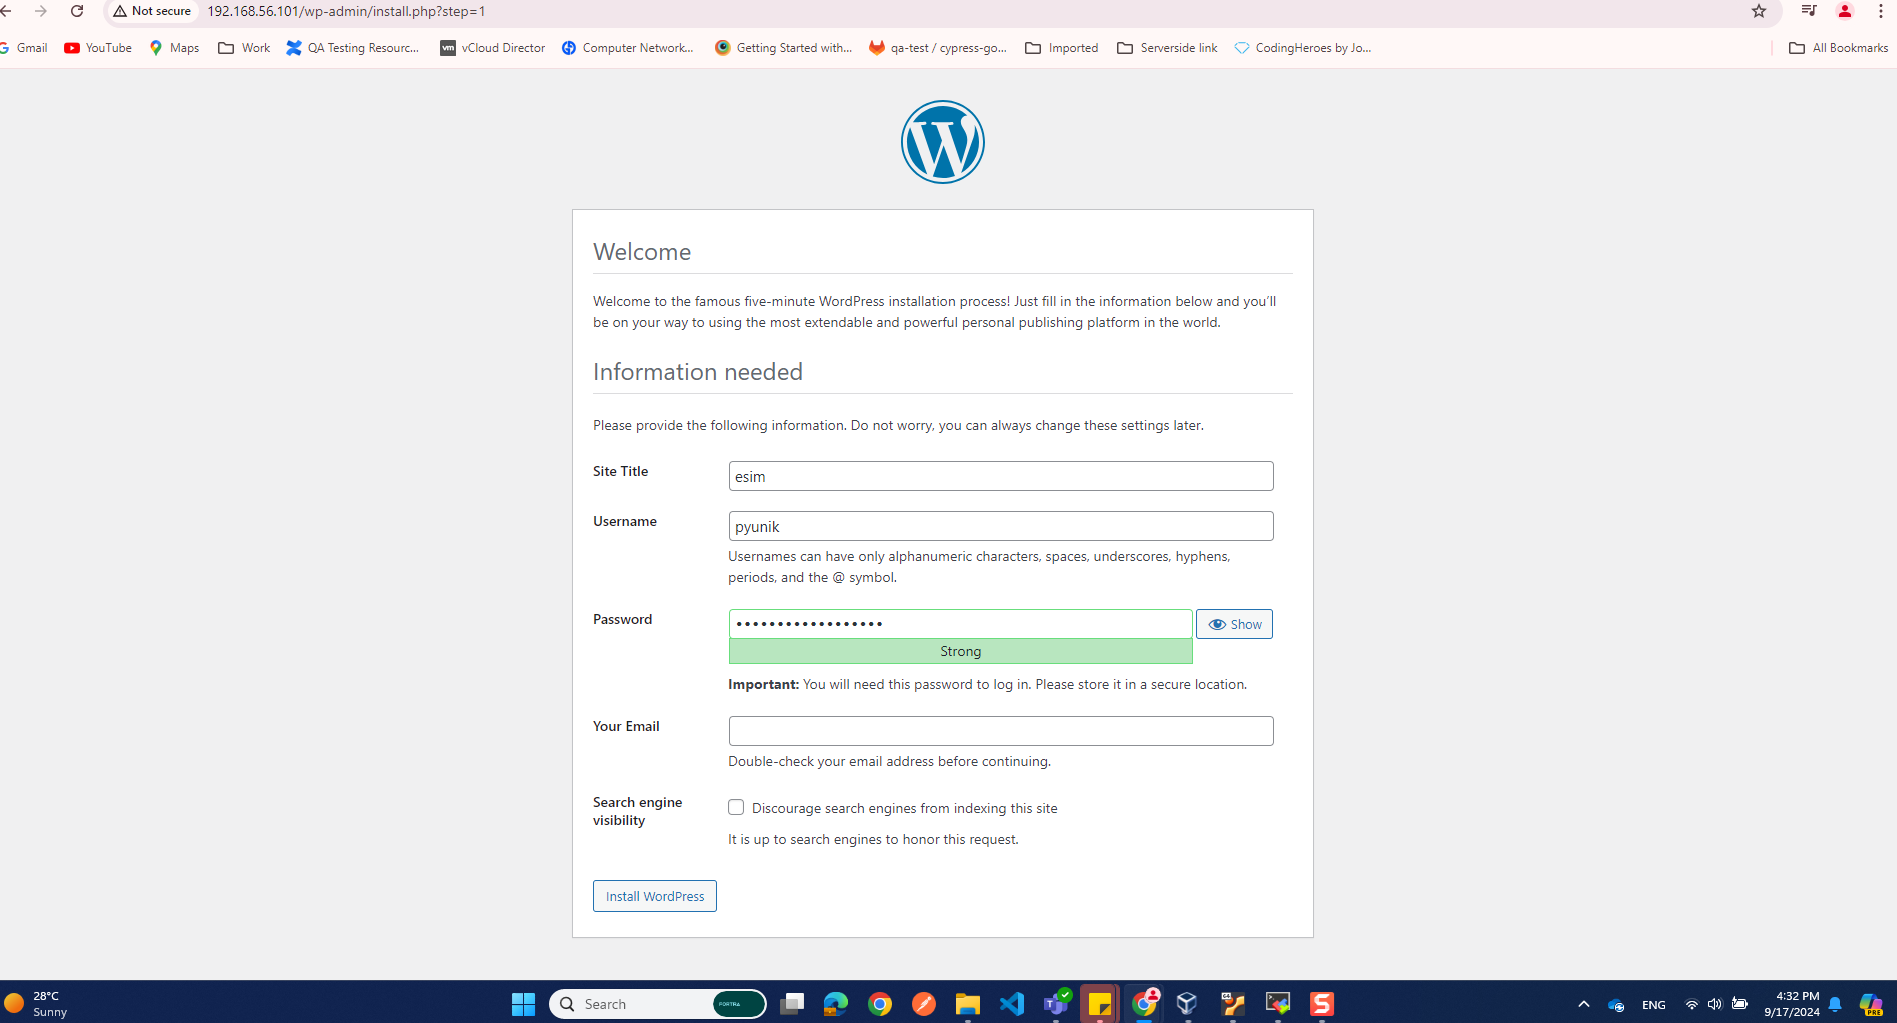 Not secure 192.168.56.101/wp-admin/install.php?step=1
Gmail YouTube Maps Work QA Testing Resourc... vCloud Director Computer Network... Getting Started with... qa-test / cypress-go... Imported Serverside link CodingHeroes by Jo... All Bookmarks
Welcome
Welcome to the famous five-minute WordPress installation process! Just fill in the information below and you’ll
be on your way to using the most extendable and powerful personal publishing platform in the world.
Information needed
Please provide the following information. Do not worry, you can always change these settings later.
Site Title
esim
Username
pyunik
Usernames can have only alphanumeric characters, spaces, underscores, hyphens,
periods, and the @ symbol.
Password
Show
Strong
Important: You will need this password to log in. Please store it in a secure location.
Your Email
Double-check your email address before continuing.
Search engine
visibility
Discourage search engines from indexing this site
It is up to search engines to honor this request.
Install WordPress
28°C
Sunny
Search
FORTRA
ENG
4:32 PM
9/17/2024